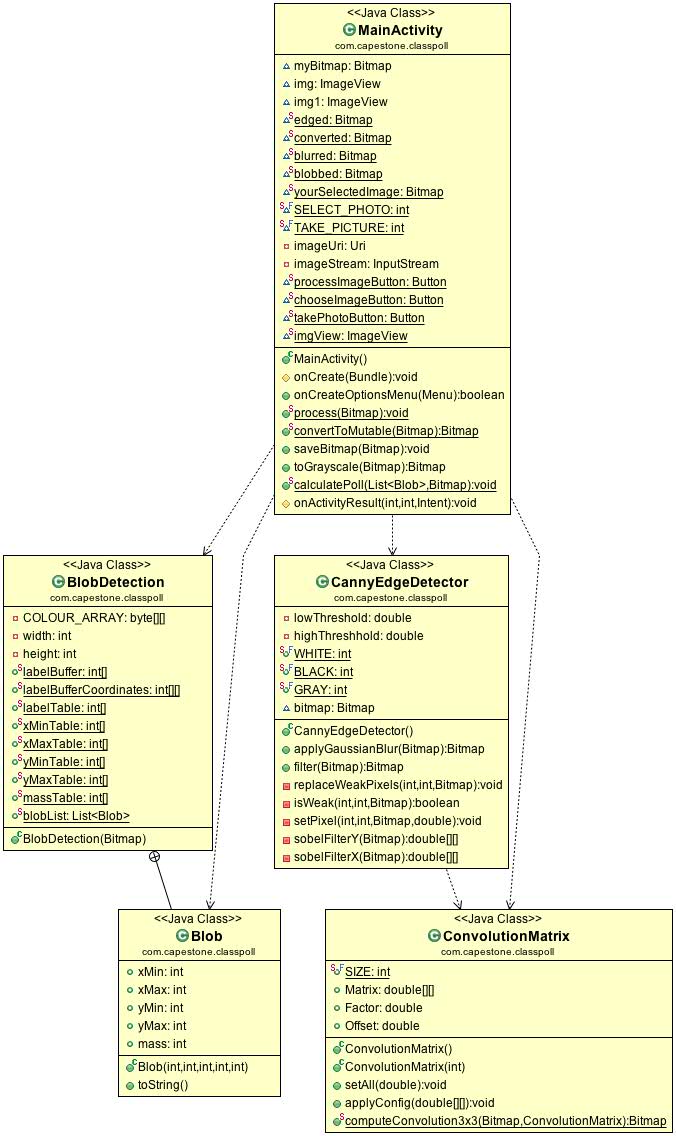 <<Java Class>>
MainActivity
com.capestone.classpoll
myBitmap: Bitmap
img: ImageView
img1: ImageView
edged: Bitmap
converted: Bitmap
blurred: Bitmap
blobbed: Bitmap
yourSelectedImage: Bitmap
SELECT_PHOTO: int
TAKE_PICTURE: int
imageUri: Uri
imageStream: InputStream
processImageButton: Button
chooseImageButton: Button
takePhotoButton: Button
imgView: ImageView
MainActivity()
onCreate(Bundle):void
onCreateOptionsMenu(Menu):boolean
process(Bitmap):void
convertToMutable(Bitmap):Bitmap
saveBitmap(Bitmap):void
toGrayscale(Bitmap):Bitmap
calculatePoll(List<Blob>,Bitmap):void
onActivityResult(int,int,Intent):void
<<Java Class>>
BlobDetection
com.capestone.classpoll
COLOUR_ARRAY: byte[][]
width: int
height: int
labelBuffer: int[]
labelBufferCoordinates: int[][]
labelTable: int[]
xMinTable: int[]
xMaxTable: int[]
yMinTable: int[]
yMaxTable: int[]
massTable: int[]
blobList: List<Blob>
BlobDetection(Bitmap)
<<Java Class>>
CannyEdgeDetector
com.capestone.classpoll
lowThreshold: double
highThreshhold: double
WHITE: int
BLACK: int
GRAY: int
bitmap: Bitmap
CannyEdgeDetector()
applyGaussianBlur(Bitmap):Bitmap
filter(Bitmap):Bitmap
replaceWeakPixels(int,int,Bitmap):void
isWeak(int,int,Bitmap):boolean
setPixel(int,int,Bitmap,double):void
sobelFilterY(Bitmap):double[][]
sobelFilterX(Bitmap):double[][]
<<Java Class>>
Blob
com.capestone.classpoll
xMin: int
xMax: int
yMin: int
yMax: int
mass: int
Blob(int,int,int,int,int)
toString()
<<Java Class>>
ConvolutionMatrix
com.capestone.classpoll
SIZE: int
Matrix: double[][]
Factor: double
Offset: double
ConvolutionMatrix()
ConvolutionMatrix(int)
setAll(double):void
applyConfig(double[][]):void
computeConvolution3x3(Bitmap,ConvolutionMatrix):Bitmap